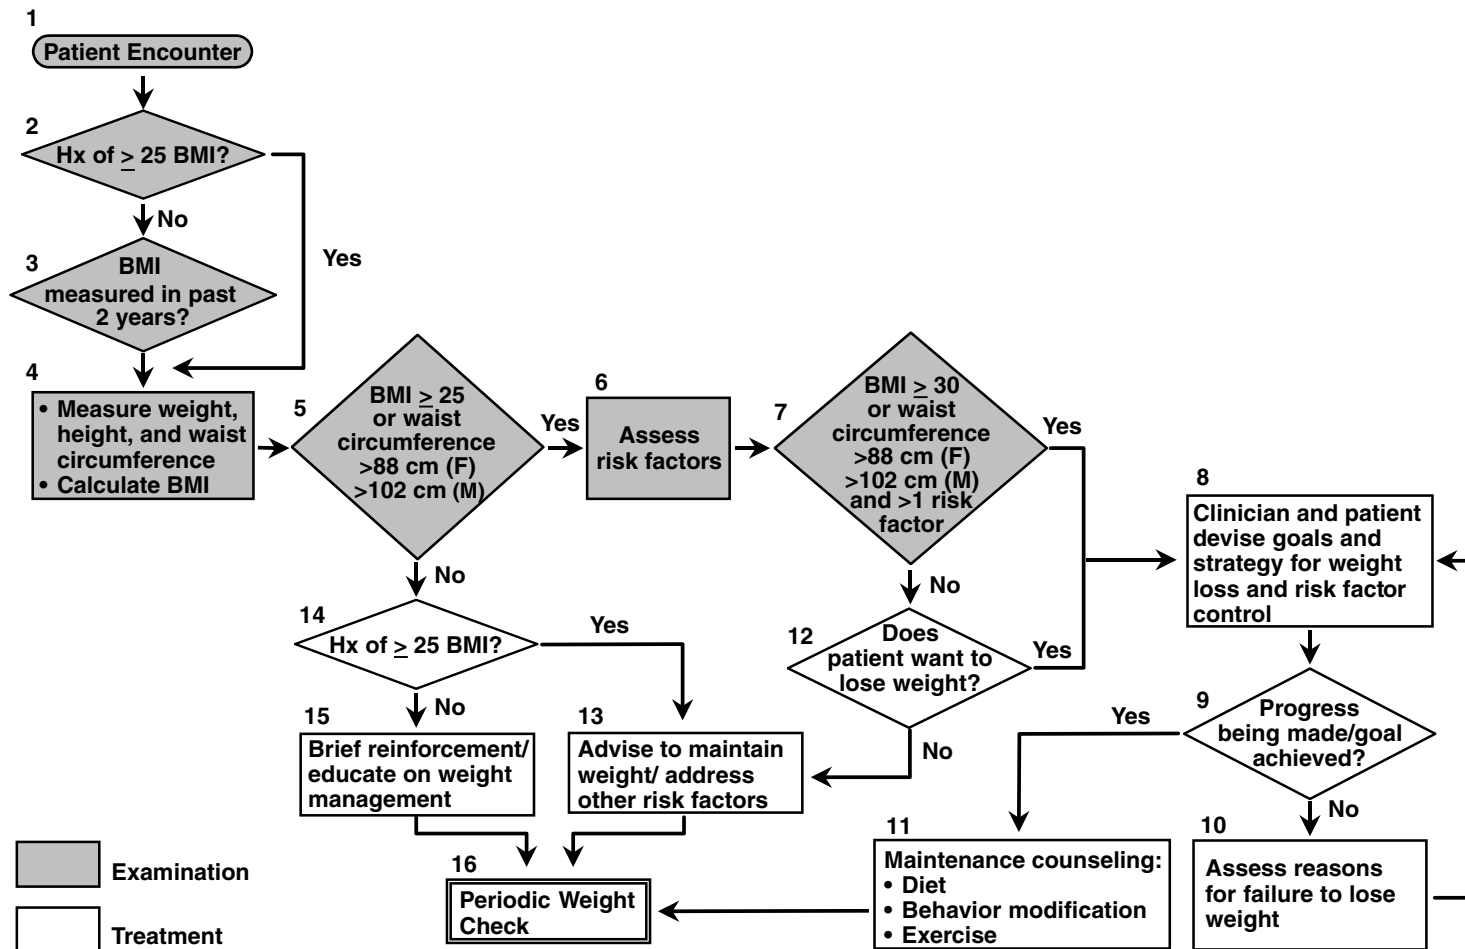 1
Patient Encounter
2
Hx of ≥ 25 BMI?
No
Yes
3
BMI
measured in past
2 years?
4
• Measure weight,
height, and waist
circumference
• Calculate BMI
5
BMI ≥ 25
or waist
circumference
>88 cm (F)
>102 cm (M)
Yes
No
6
Assess
risk factors
7
BMI ≥ 30
or waist
circumference
>88 cm (F)
>102 cm (M)
and >1 risk
factor
Yes
No
8
Clinician and patient
devise goals and
strategy for weight
loss and risk factor
control
9
Progress
being made/goal
achieved?
Yes
No
10
Assess reasons
for failure to lose
weight
11
Maintenance counseling:
• Diet
• Behavior modification
• Exercise
12
Does
patient want to
lose weight?
Yes
No
13
Advise to maintain
weight/ address
other risk factors
14
Hx of ≥ 25 BMI?
Yes
No
15
Brief reinforcement/
educate on weight
management
16
Periodic Weight
Check
Examination
Treatment